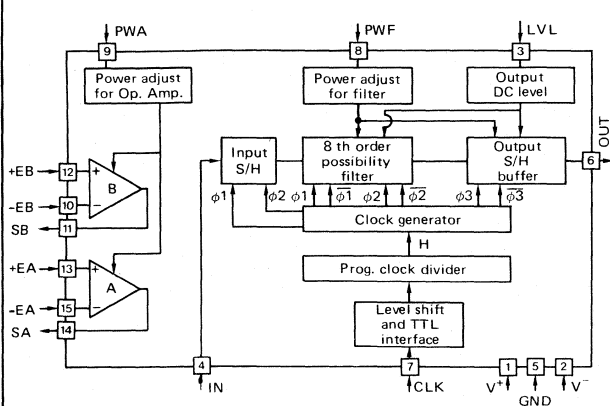 PWA
PWF
LVL
9
8
3
Power adjust
for Op. Amp.
Power adjust
for filter
Output
DC level
OUT
6
Input
S/H
8 th order
possibility
filter
Output
S/H
buffer
+EB
12
+
B
-EB
10
−
SB
11
ϕ1
ϕ2
ϕ1
ϕ1
ϕ2
ϕ2
ϕ3
ϕ3
Clock generator
H
+EA
13
+
A
-EA
15
−
SA
14
Prog. clock divider
Level shift
and TTL
interface
4
7
1
5
2
IN
CLK
V+
GND
V−